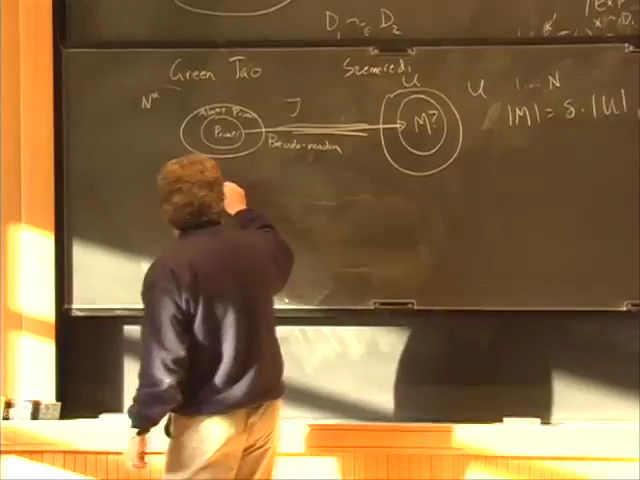 D₁ ~ε D₂
Green Tao
Szemeredi
U
U 1...N
|M| = δ·|U|
J
Primes
M?
Pseudo-random